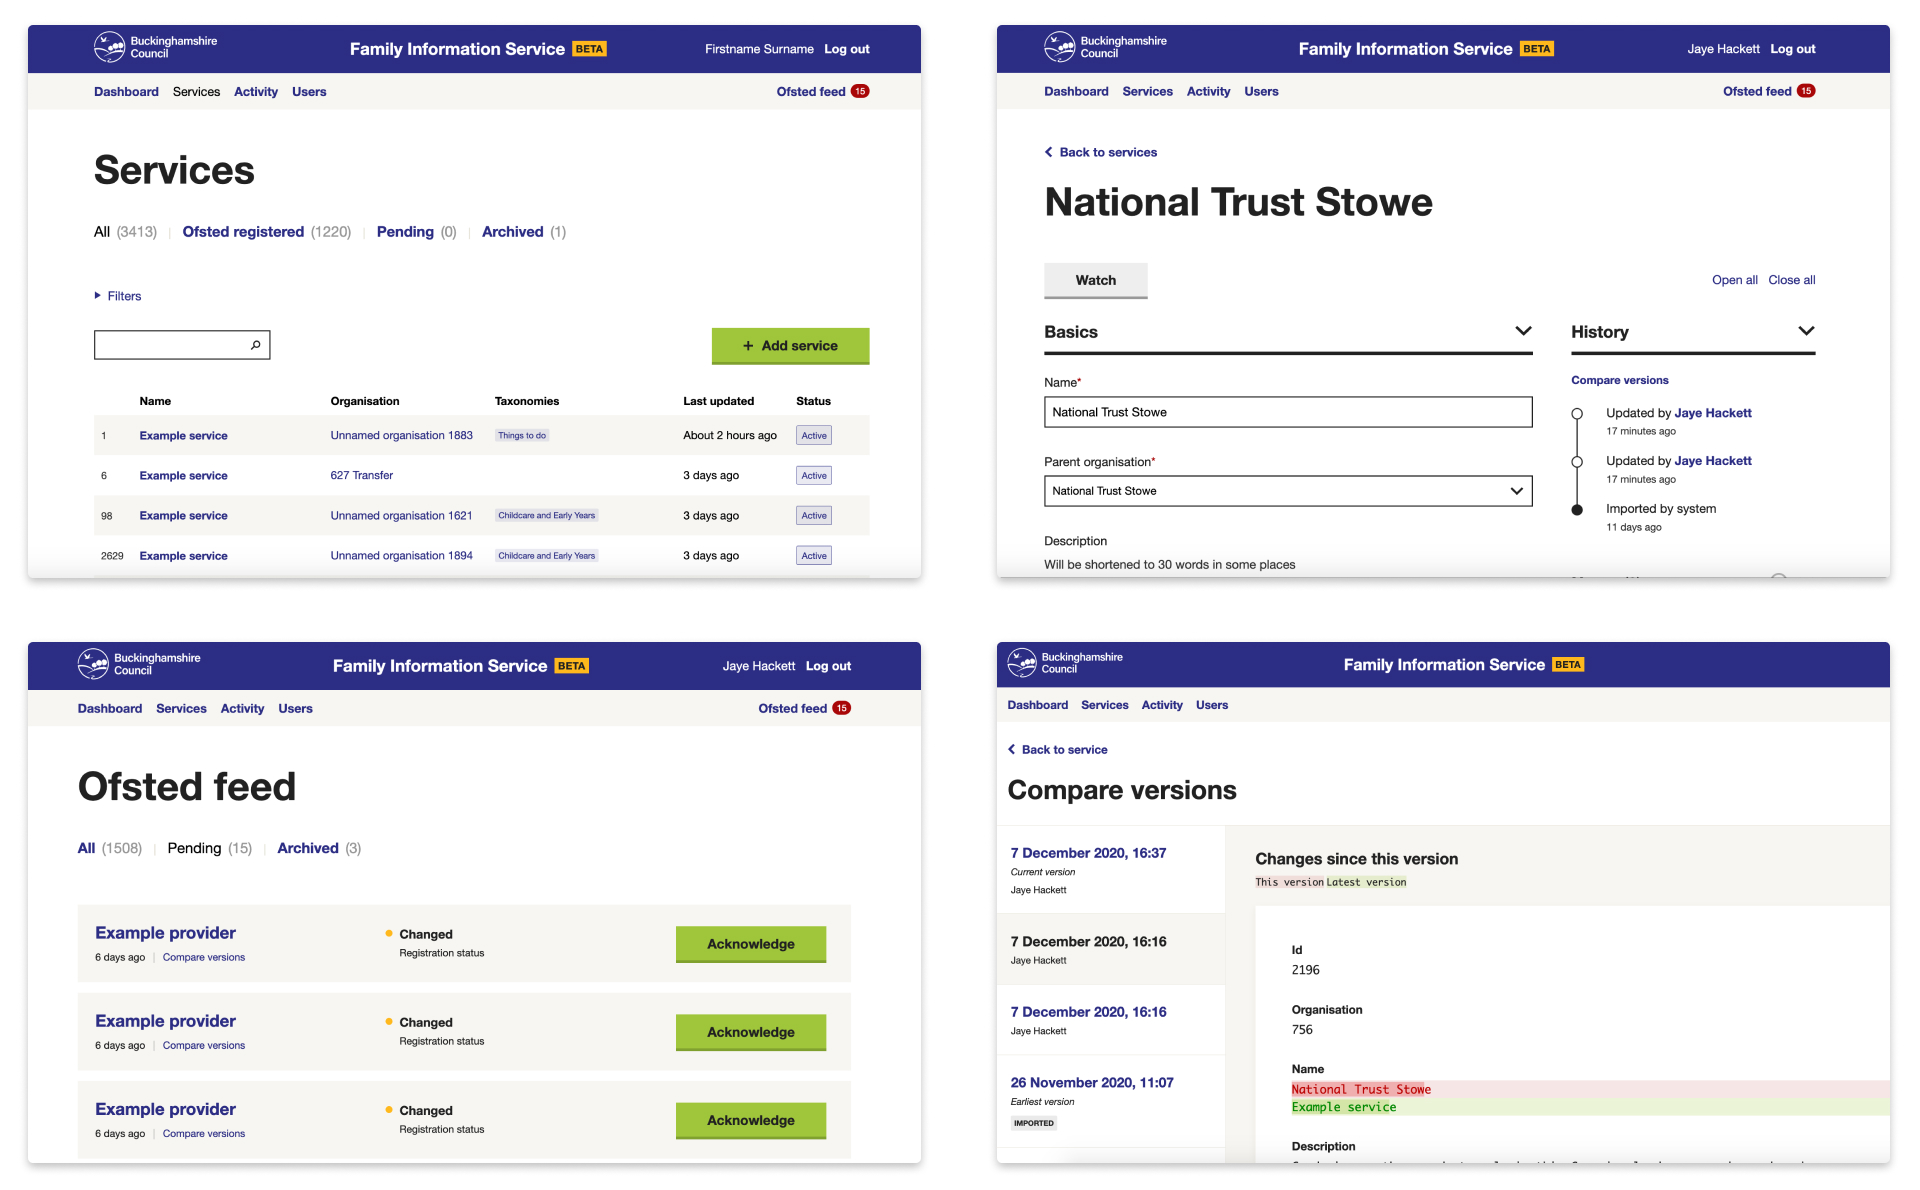 Buckinghamshire
Council
Family Information Service BETA
Firstname Surname Log out
Dashboard Services Activity Users
Ofsted feed 15
Services
All (3413) Ofsted registered (1220) Pending (0) Archived (1)
Filters
+ Add service
Name Organisation Taxonomies Last updated Status
1 Example service Unnamed organisation 1883 Things to do About 2 hours ago Active
6 Example service 627 Transfer 3 days ago Active
98 Example service Unnamed organisation 1621 Childcare and Early Years 3 days ago Active
2629 Example service Unnamed organisation 1894 Childcare and Early Years 3 days ago Active
Buckinghamshire
Council
Family Information Service BETA
Jaye Hackett Log out
Dashboard Services Activity Users
Ofsted feed 15
Back to services
National Trust Stowe
Watch
Open all Close all
Basics
Name*
National Trust Stowe
Parent organisation*
National Trust Stowe
Description
Will be shortened to 30 words in some places
History
Compare versions
Updated by Jaye Hackett
17 minutes ago
Updated by Jaye Hackett
17 minutes ago
Imported by system
11 days ago
Buckinghamshire
Council
Family Information Service BETA
Jaye Hackett Log out
Dashboard Services Activity Users
Ofsted feed 15
Ofsted feed
All (1508) Pending (15) Archived (3)
Example provider
6 days ago Compare versions
Changed
Registration status
Acknowledge
Example provider
6 days ago Compare versions
Changed
Registration status
Acknowledge
Example provider
6 days ago Compare versions
Changed
Registration status
Acknowledge
Buckinghamshire
Council
Family Information Service BETA
Dashboard Services Activity Users
Back to service
Compare versions
7 December 2020, 16:37
Current version
Jaye Hackett
7 December 2020, 16:16
Jaye Hackett
7 December 2020, 16:16
Jaye Hackett
26 November 2020, 11:07
Earliest version
IMPORTED
Changes since this version
This version Latest version
Id
2196
Organisation
756
Name
National Trust Stowe
Example service
Description